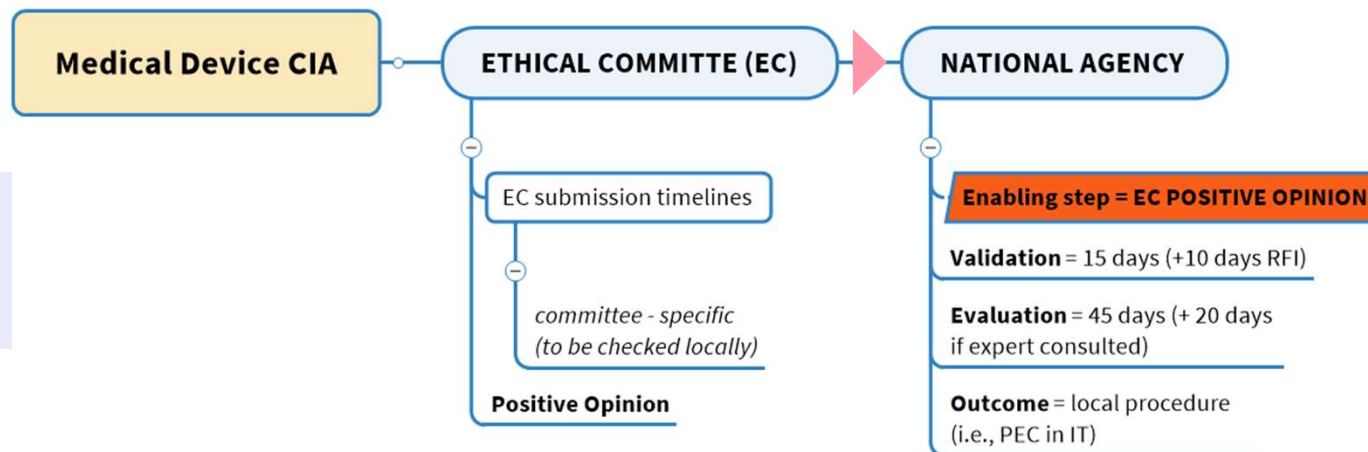 Medical Device CIA
ETHICAL COMMITTE (EC)
NATIONAL AGENCY
EC submission timelines
committee - specific
(to be checked locally)
Positive Opinion
Enabling step = EC POSITIVE OPINION
Validation = 15 days (+10 days RFI)
Evaluation = 45 days (+ 20 days
if expert consulted)
Outcome = local procedure
(i.e., PEC in IT)